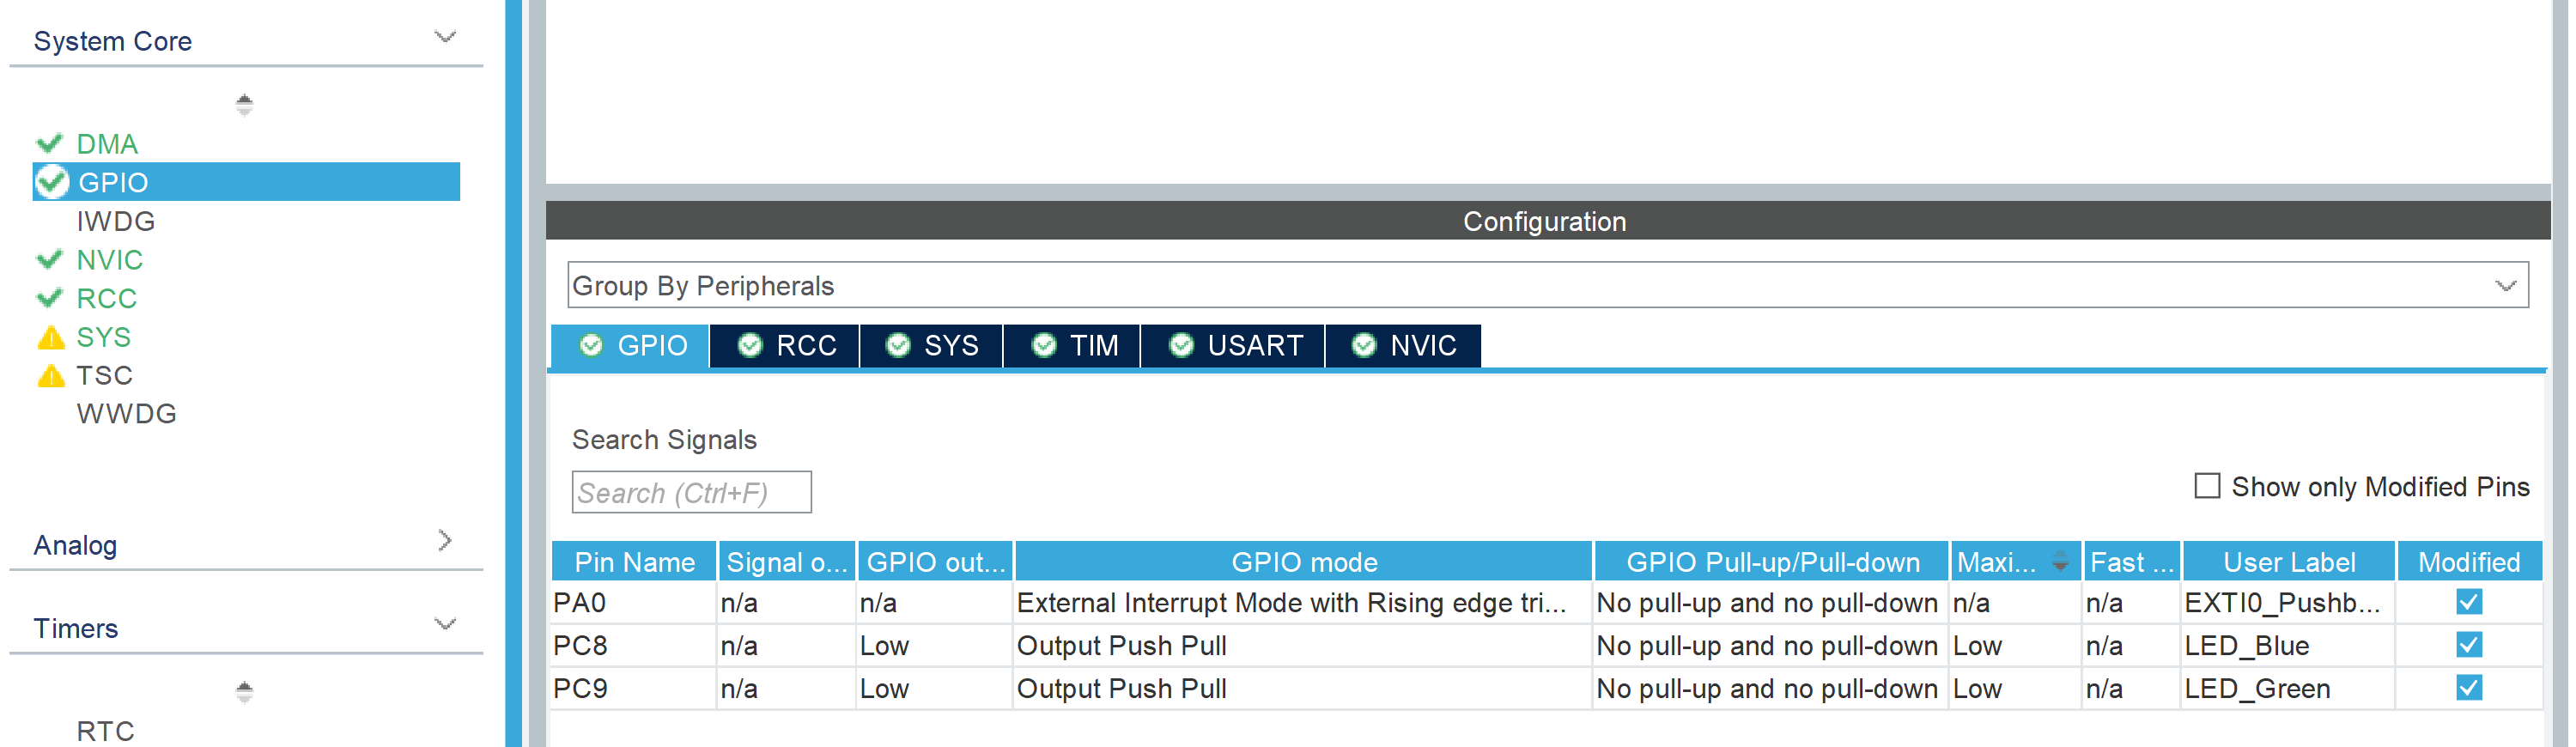 System Core
DMA
GPIO
IWDG
NVIC
RCC
SYS
TSC
WWDG
Analog
Timers
RTC
Configuration
Group By Peripherals
GPIO RCC SYS TIM USART NVIC
Search Signals
Search (Ctrl+F)
Show only Modified Pins
Pin Name Signal o... GPIO out... GPIO mode GPIO Pull-up/Pull-down Maxi... Fast ... User Label Modified
PA0 n/a n/a External Interrupt Mode with Rising edge tri... No pull-up and no pull-down n/a n/a EXTI0_Pushb...
PC8 n/a Low Output Push Pull No pull-up and no pull-down Low n/a LED_Blue
PC9 n/a Low Output Push Pull No pull-up and no pull-down Low n/a LED_Green